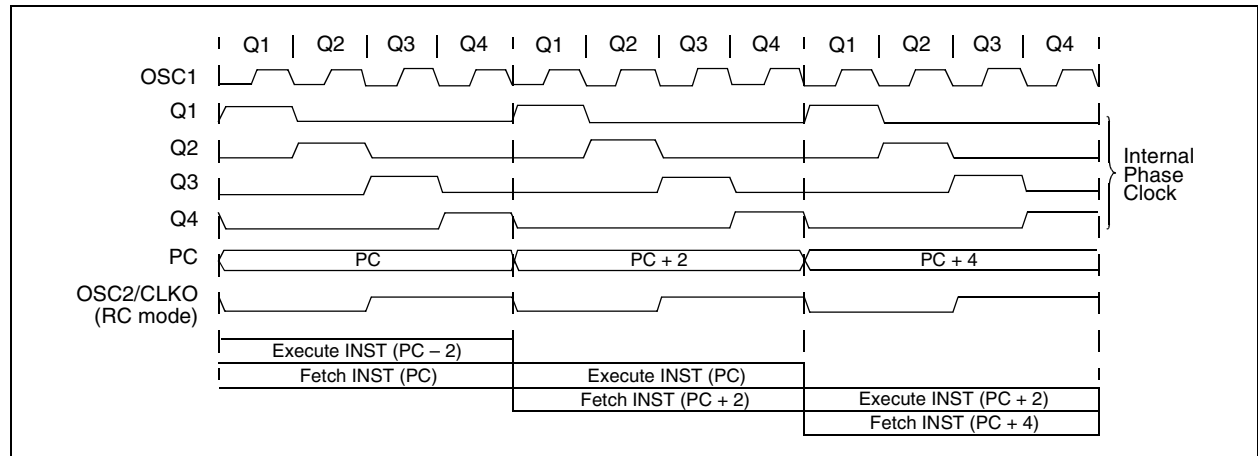 Q1 Q2 Q3 Q4 Q1 Q2 Q3 Q4 Q1 Q2 Q3 Q4
OSC1
Q1
Q2
Q3
Q4
Internal
Phase
Clock
PC PC PC + 2 PC + 4
OSC2/CLKO
(RC mode)
Execute INST (PC – 2)
Fetch INST (PC) Execute INST (PC)
Fetch INST (PC + 2) Execute INST (PC + 2)
Fetch INST (PC + 4)